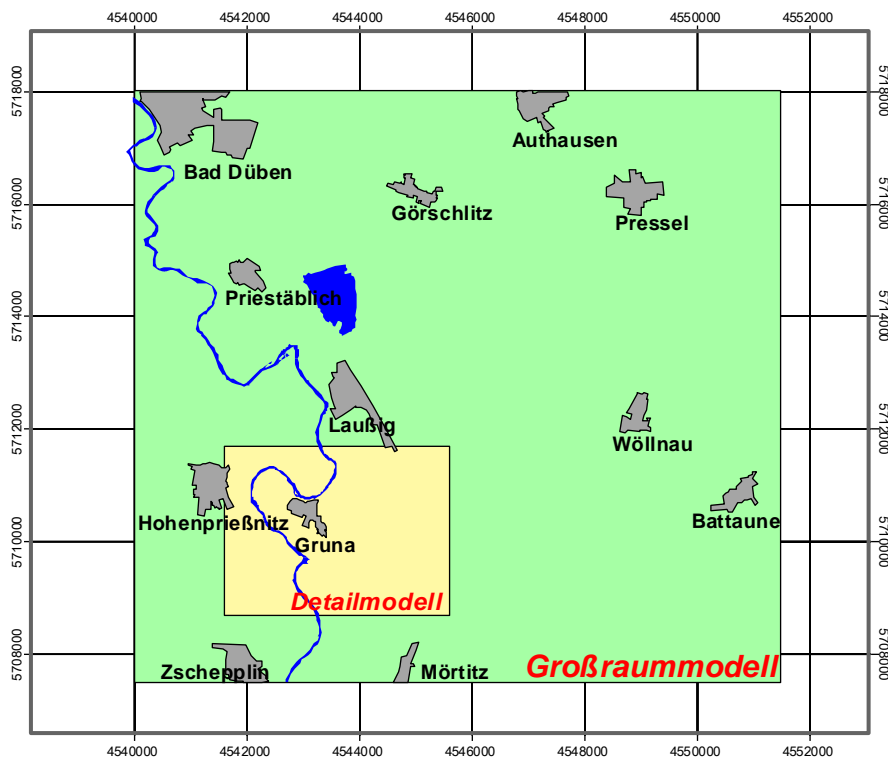 4540000 4542000 4544000 4546000 4548000 4550000 4552000
5718000 5718000
Authausen
Bad Düben
5716000 5716000
Görschlitz
Pressel
Priestäblich
5714000 5714000
Laußig
5712000 5712000
Wöllnau
Hohenprießnitz
Battaune
5710000 5710000
Gruna
Detailmodell
5708000 5708000
Zschepplin
Mörtitz
Großraummodell
4540000 4542000 4544000 4546000 4548000 4550000 4552000